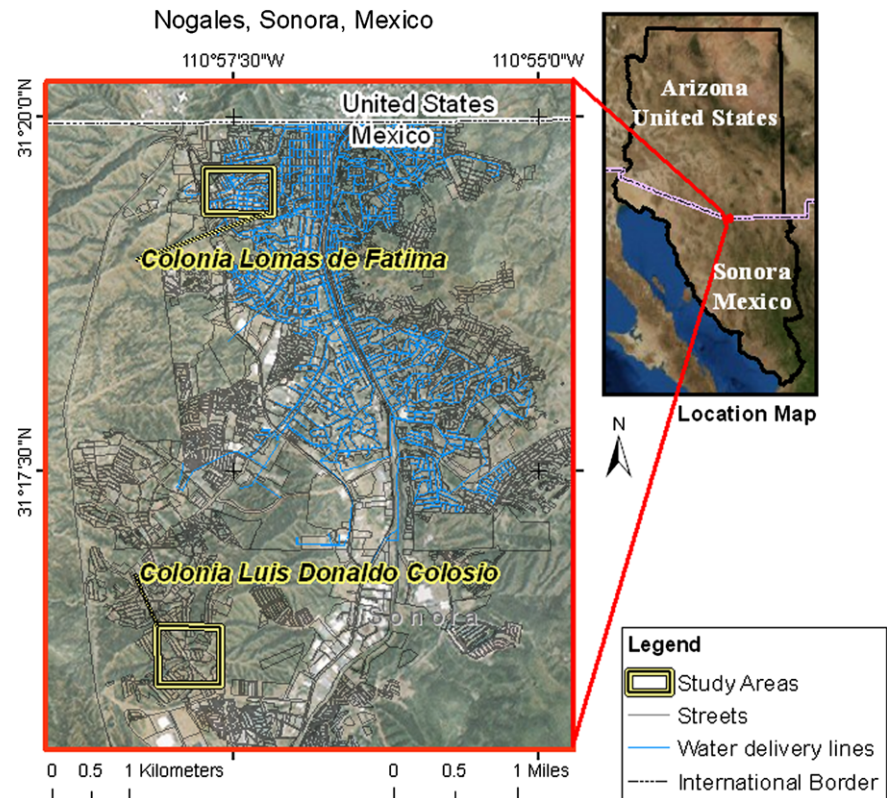 Nogales, Sonora, Mexico
110°57'30"W
110°55'0"W
31°20'0"N
United States
Mexico
Colonia Lomas de Fatima
31°17'30"N
Colonia Luis Donaldo Colosio
Sonora
0 0.5 1 Kilometers
0 0.5 1 Miles
Arizona
United States
Sonora
Mexico
Location Map
N
Legend
Study Areas
Streets
Water delivery lines
International Border